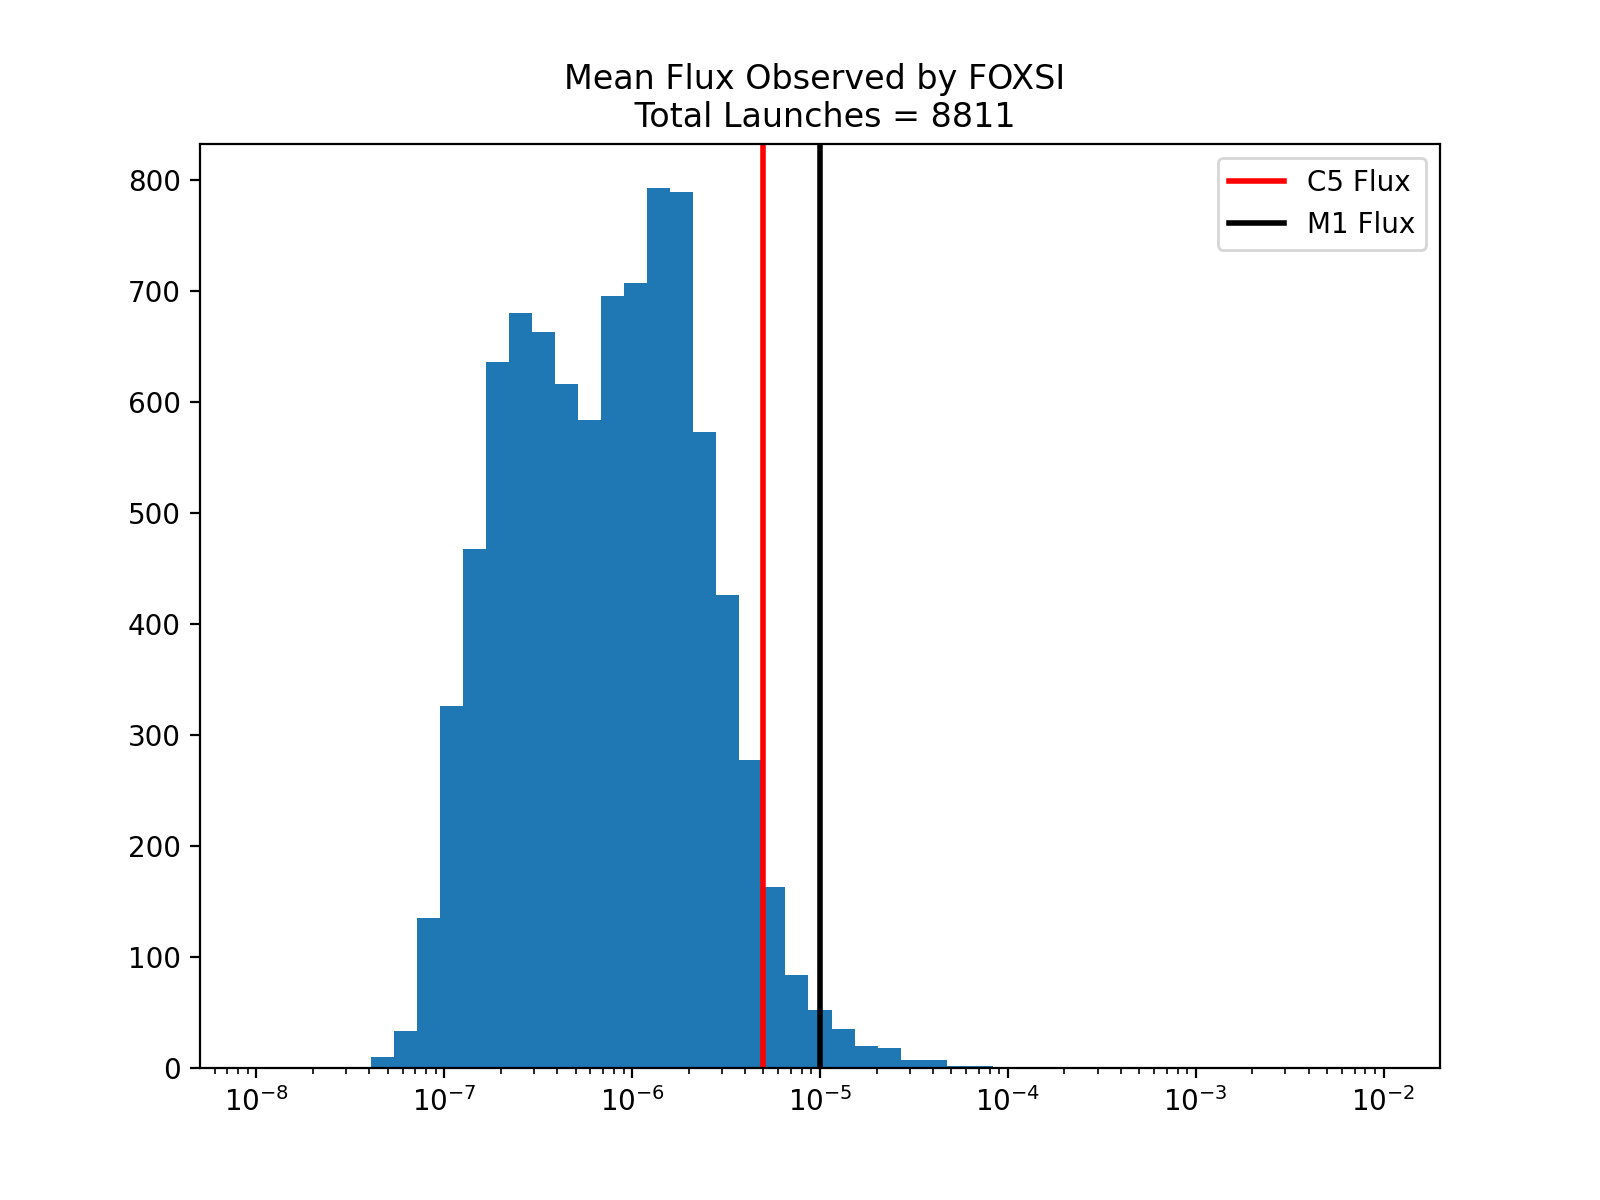 Mean Flux Observed by FOXSI
Total Launches = 8811
C5 Flux
M1 Flux
800
700
600
500
400
300
200
100
0
10⁻⁸ 10⁻⁷ 10⁻⁶ 10⁻⁵ 10⁻⁴ 10⁻³ 10⁻²